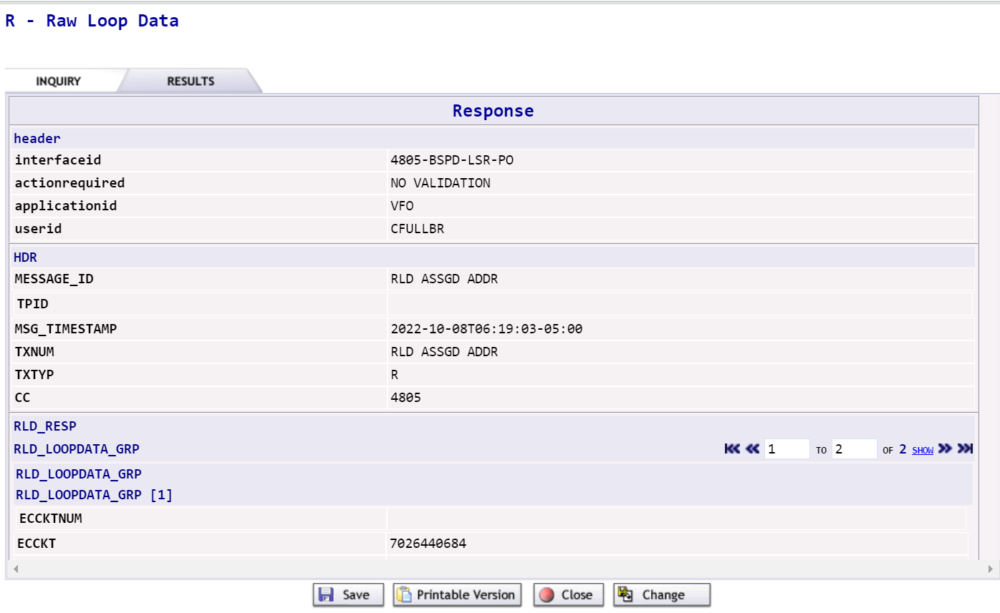 R - Raw Loop Data
INQUIRY RESULTS
Response
header
interfaceid 4805-BSPD-LSR-PO
actionrequired NO VALIDATION
applicationid VFO
userid CFULLBR
HDR
MESSAGE_ID RLD ASSGD ADDR
TPID
MSG_TIMESTAMP 2022-10-08T06:19:03-05:00
TXNUM RLD ASSGD ADDR
TXTYP R
CC 4805
RLD_RESP
RLD_LOOPDATA_GRP 1 TO 2 OF 2 SHOW
RLD_LOOPDATA_GRP
RLD_LOOPDATA_GRP [1]
ECCKTNUM
ECCKT 7026440684
Save Printable Version Close Change